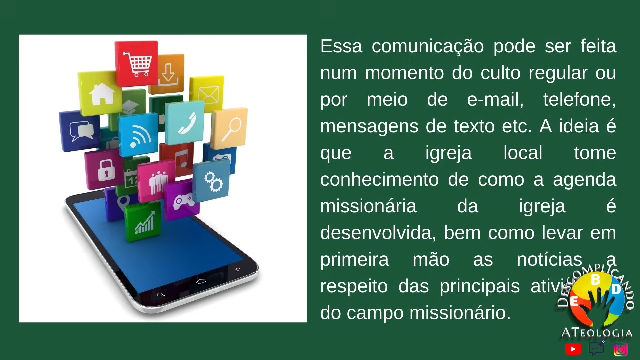 Essa comunicação pode ser feita
num momento do culto regular ou
por meio de e-mail, telefone,
mensagens de texto etc. A ideia é
que a igreja local tome
conhecimento de como a agenda
missionária da igreja é
desenvolvida, bem como levar em
primeira mão as notícias a
respeito das principais
do campo missionário.
DESCOMPLICANDO
EBD
ATEOLOGIA
12